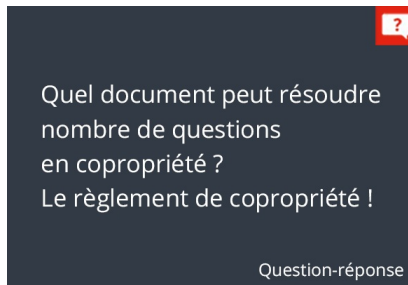 ?
Quel document peut résoudre
nombre de questions
en copropriété ?
Le règlement de copropriété !
Question-réponse